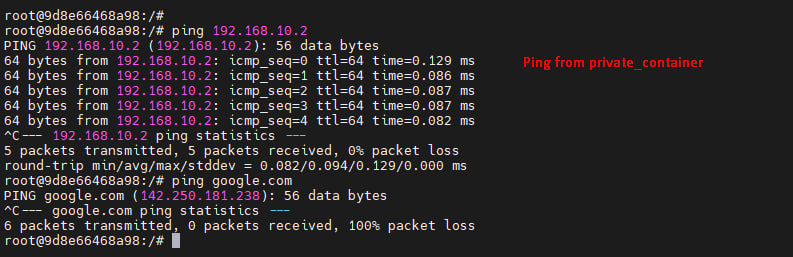 root@9d8e66468a98:/#
root@9d8e66468a98:/# ping 192.168.10.2
PING 192.168.10.2 (192.168.10.2): 56 data bytes
64 bytes from 192.168.10.2: icmp_seq=0 ttl=64 time=0.129 ms
64 bytes from 192.168.10.2: icmp_seq=1 ttl=64 time=0.086 ms
64 bytes from 192.168.10.2: icmp_seq=2 ttl=64 time=0.087 ms
64 bytes from 192.168.10.2: icmp_seq=3 ttl=64 time=0.087 ms
64 bytes from 192.168.10.2: icmp_seq=4 ttl=64 time=0.082 ms
^C--- 192.168.10.2 ping statistics ---
5 packets transmitted, 5 packets received, 0% packet loss
round-trip min/avg/max/stddev = 0.082/0.094/0.129/0.000 ms
root@9d8e66468a98:/# ping google.com
PING google.com (142.250.181.238): 56 data bytes
^C--- google.com ping statistics ---
6 packets transmitted, 0 packets received, 100% packet loss
root@9d8e66468a98:/#
Ping from private_container